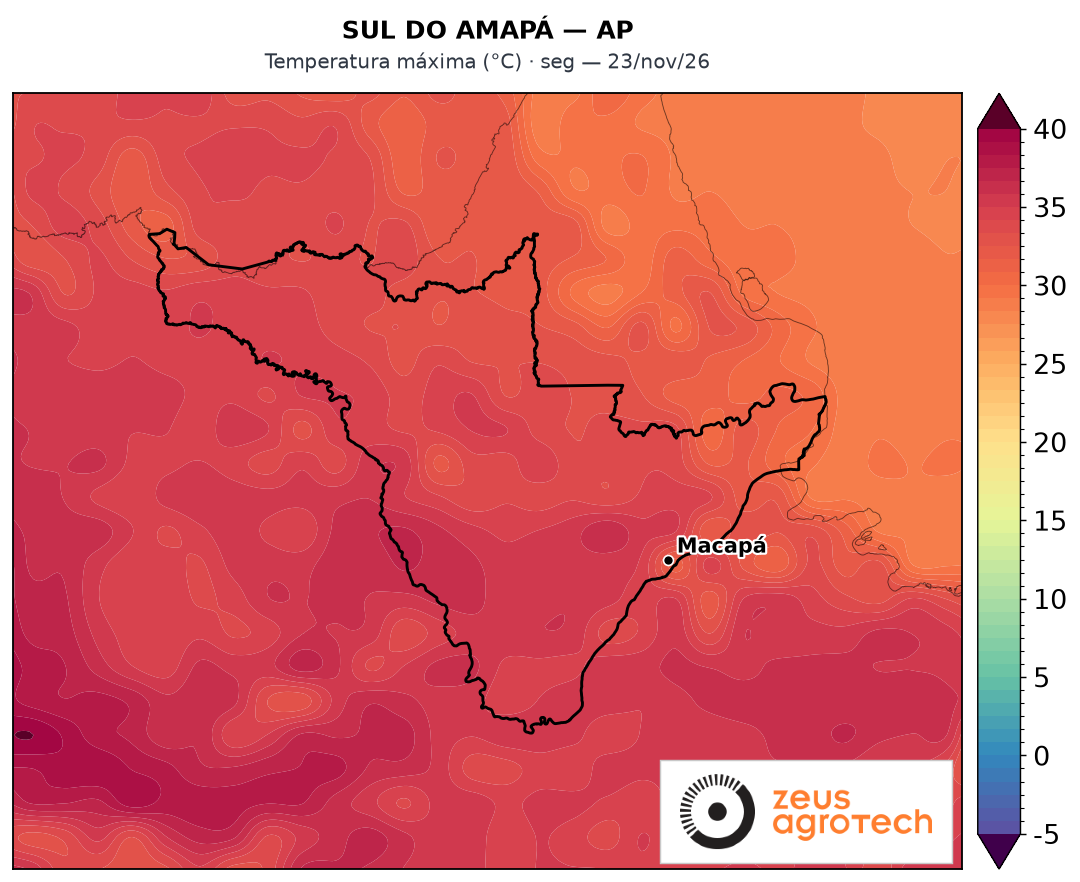 SUL DO AMAPÁ — AP
Temperatura máxima (°C) · seg — 23/nov/26
40
35
30
25
20
15
10
5
0
-5
Macapá
zeus
agrotech